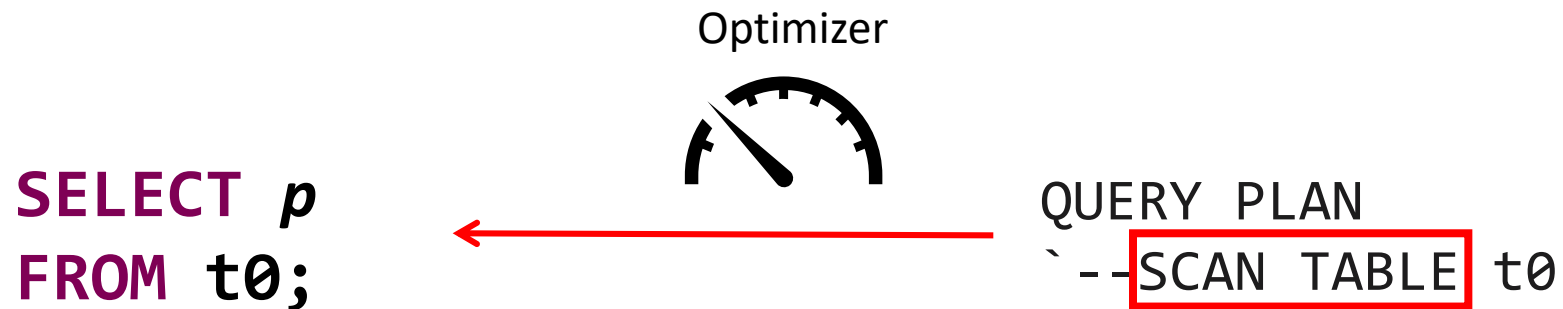 Optimizer
SELECT p
FROM t0;
QUERY PLAN
`--SCAN TABLE t0